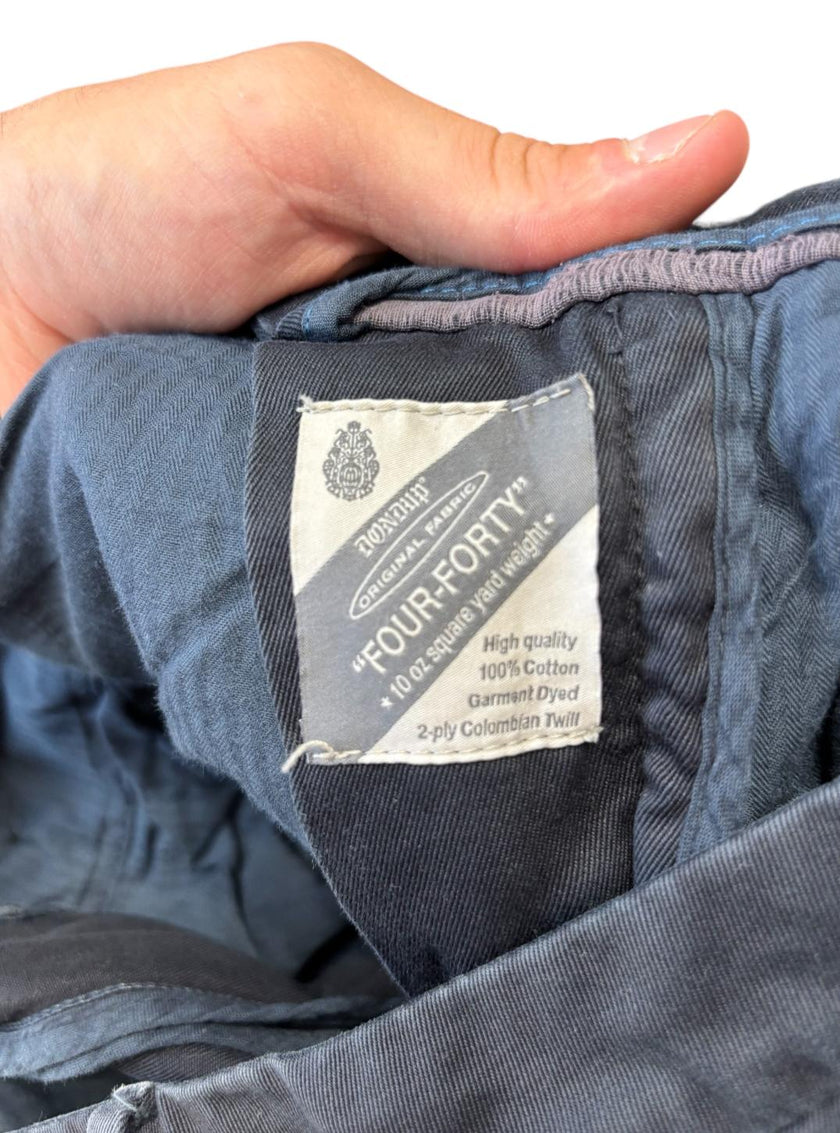 DONDUP
ORIGINAL FABRIC
"FOUR-FORTY"
★ 10 oz square yard weight ★
High quality
100% Cotton
Garment Dyed
2-ply Colombian Twill